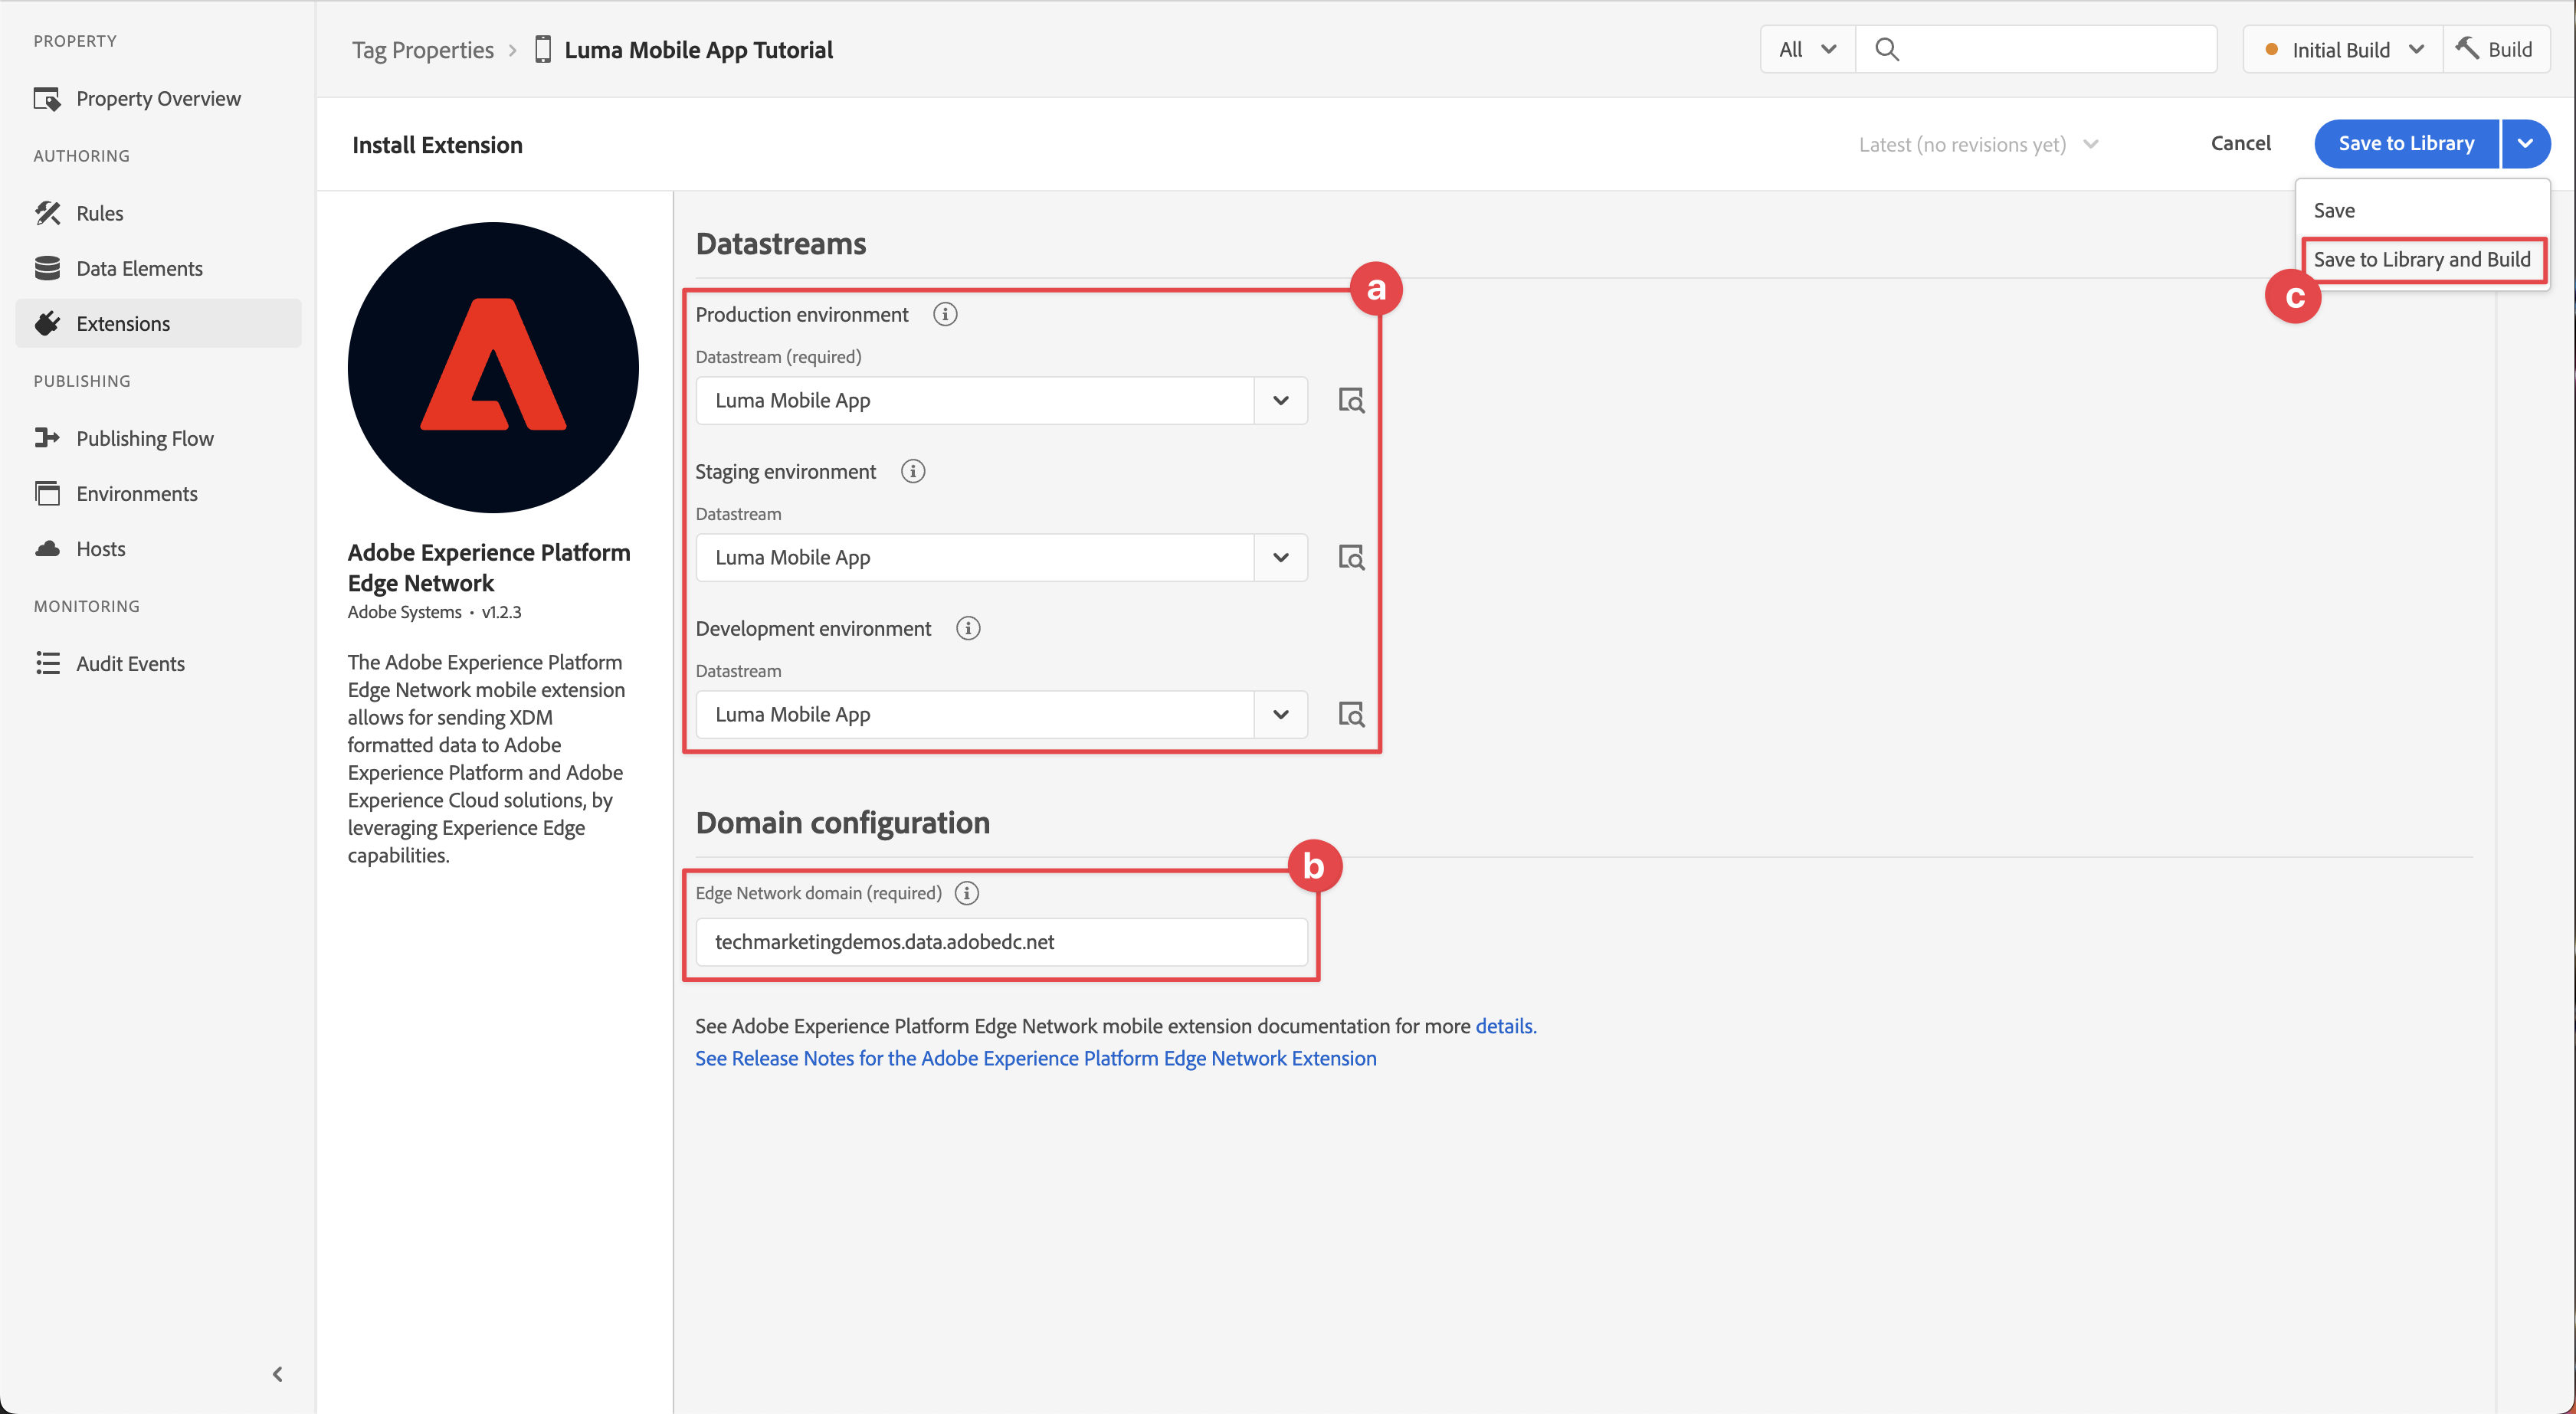 PROPERTY
Property Overview
AUTHORING
Rules
Data Elements
Extensions
PUBLISHING
Publishing Flow
Environments
Hosts
MONITORING
Audit Events
Tag Properties > Luma Mobile App Tutorial
All
Initial Build
Build
Install Extension
Latest (no revisions yet)
Cancel
Save to Library
Save
Save to Library and Build
c
Adobe Experience Platform
Edge Network
Adobe Systems • v1.2.3
The Adobe Experience Platform
Edge Network mobile extension
allows for sending XDM
formatted data to Adobe
Experience Platform and Adobe
Experience Cloud solutions, by
leveraging Experience Edge
capabilities.
Datastreams
a
Production environment
Datastream (required)
Luma Mobile App
Staging environment
Datastream
Luma Mobile App
Development environment
Datastream
Luma Mobile App
Domain configuration
b
Edge Network domain (required)
techmarketingdemos.data.adobedc.net
See Adobe Experience Platform Edge Network mobile extension documentation for more details.
See Release Notes for the Adobe Experience Platform Edge Network Extension